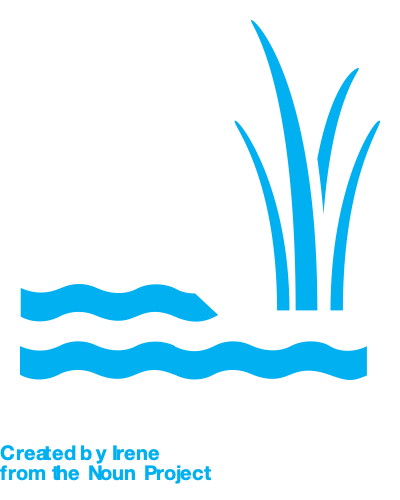 Created by Irene
from the Noun Project